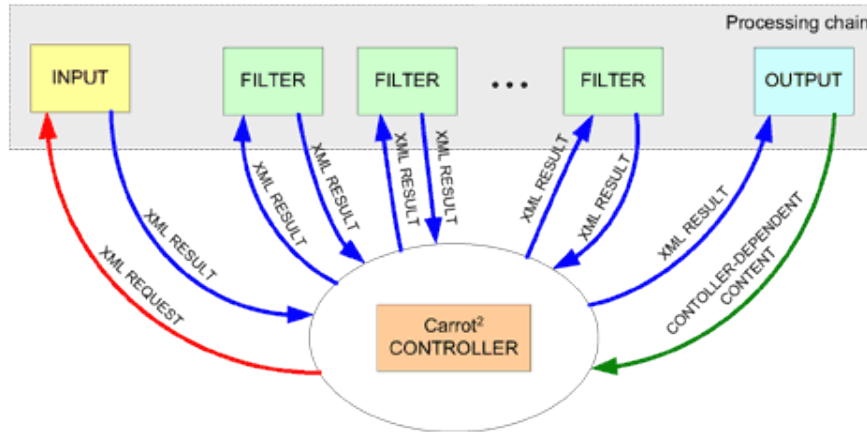 Processing chain
INPUT
FILTER
FILTER
...
FILTER
OUTPUT
XML REQUEST
XML RESULT
XML RESULT
XML RESULT
XML RESULT
XML RESULT
XML RESULT
XML RESULT
XML RESULT
CONTOLLER-DEPENDENT
CONTENT
Carrot²
CONTROLLER